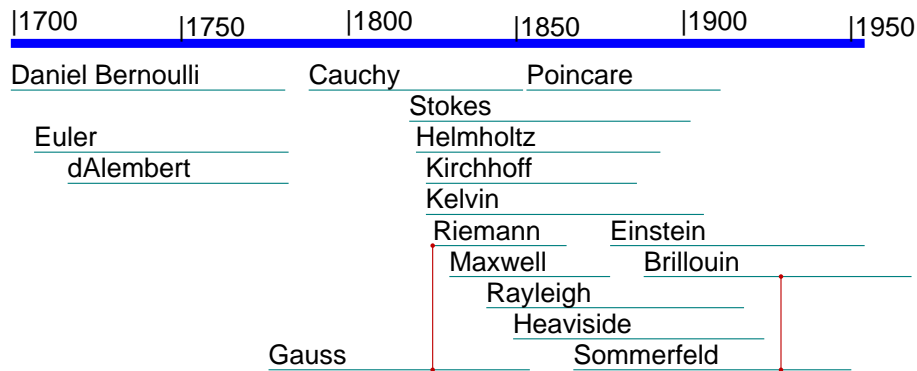 |1700 |1750 |1800 |1850 |1900 |1950
Daniel Bernoulli Cauchy Poincare
Stokes
Euler Helmholtz
dAlembert Kirchhoff
Kelvin
Riemann Einstein
Maxwell Brillouin
Rayleigh
Heaviside
Gauss Sommerfeld